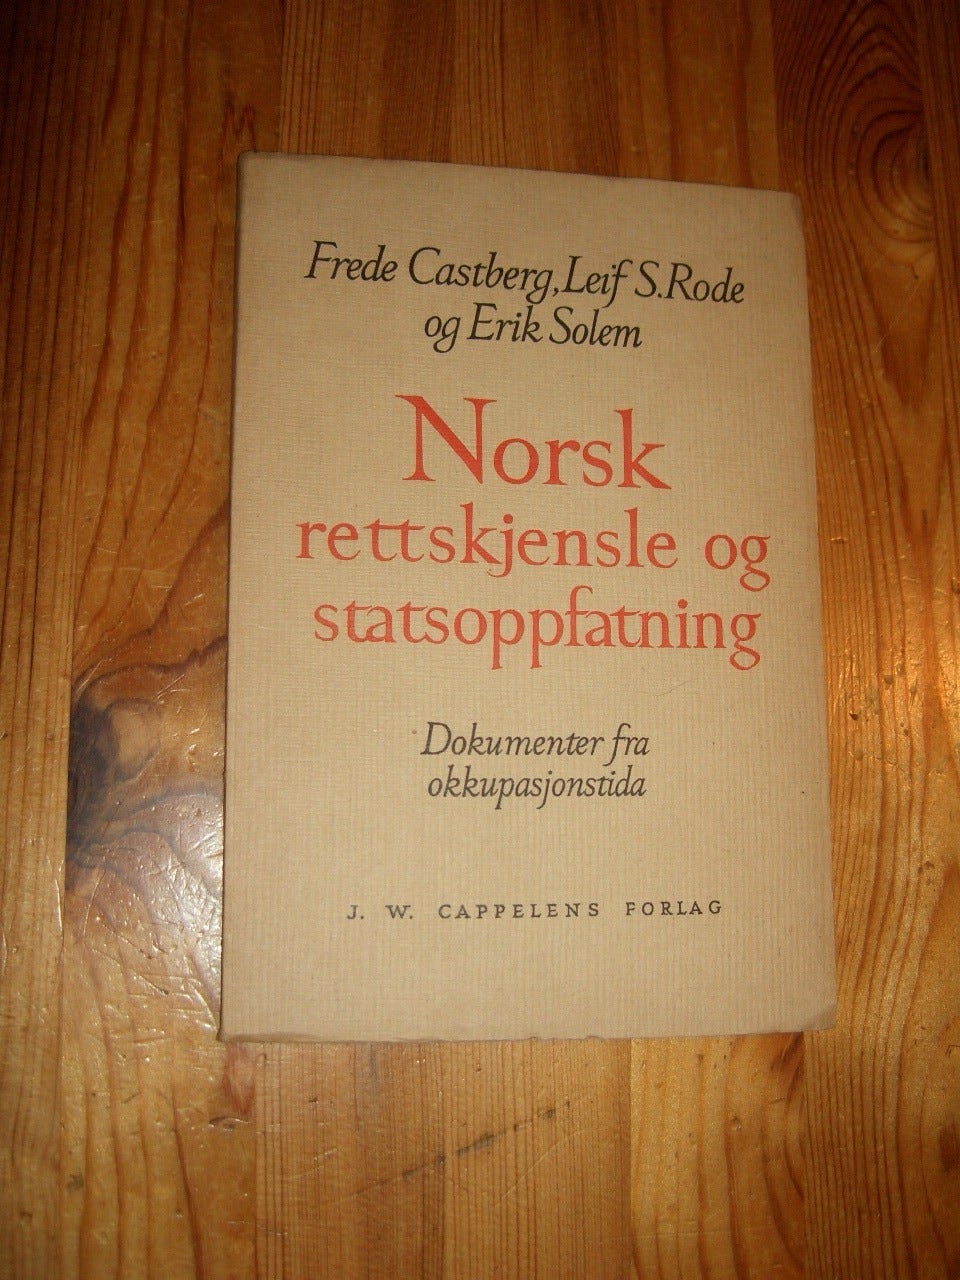 Frede Castberg, Leif S. Rode
og Erik Solem
Norsk
rettskjensle og
statsoppfatning
Dokumenter fra
okkupasjonstida
J. W. CAPPELENS FORLAG